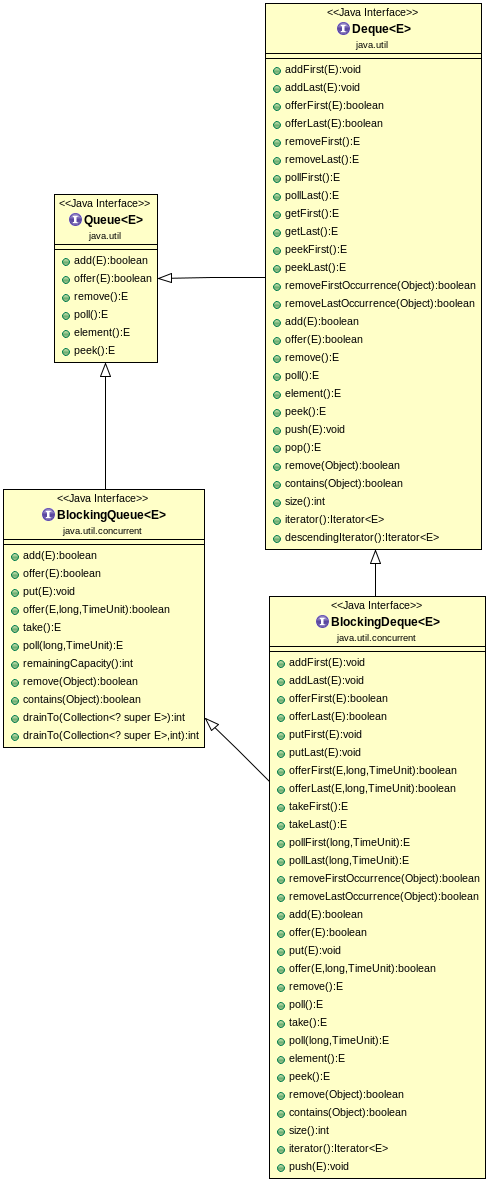 <<Java Interface>>
Deque<E>
java.util
addFirst(E):void
addLast(E):void
offerFirst(E):boolean
offerLast(E):boolean
removeFirst():E
removeLast():E
pollFirst():E
pollLast():E
getFirst():E
getLast():E
peekFirst():E
peekLast():E
removeFirstOccurrence(Object):boolean
removeLastOccurrence(Object):boolean
add(E):boolean
offer(E):boolean
remove():E
poll():E
element():E
peek():E
push(E):void
pop():E
remove(Object):boolean
contains(Object):boolean
size():int
iterator():Iterator<E>
descendingIterator():Iterator<E>
<<Java Interface>>
Queue<E>
java.util
add(E):boolean
offer(E):boolean
remove():E
poll():E
element():E
peek():E
<<Java Interface>>
BlockingQueue<E>
java.util.concurrent
add(E):boolean
offer(E):boolean
put(E):void
offer(E,long,TimeUnit):boolean
take():E
poll(long,TimeUnit):E
remainingCapacity():int
remove(Object):boolean
contains(Object):boolean
drainTo(Collection<? super E>):int
drainTo(Collection<? super E>,int):int
<<Java Interface>>
BlockingDeque<E>
java.util.concurrent
addFirst(E):void
addLast(E):void
offerFirst(E):boolean
offerLast(E):boolean
putFirst(E):void
putLast(E):void
offerFirst(E,long,TimeUnit):boolean
offerLast(E,long,TimeUnit):boolean
takeFirst():E
takeLast():E
pollFirst(long,TimeUnit):E
pollLast(long,TimeUnit):E
removeFirstOccurrence(Object):boolean
removeLastOccurrence(Object):boolean
add(E):boolean
offer(E):boolean
put(E):void
offer(E,long,TimeUnit):boolean
remove():E
poll():E
take():E
poll(long,TimeUnit):E
element():E
peek():E
remove(Object):boolean
contains(Object):boolean
size():int
iterator():Iterator<E>
push(E):void